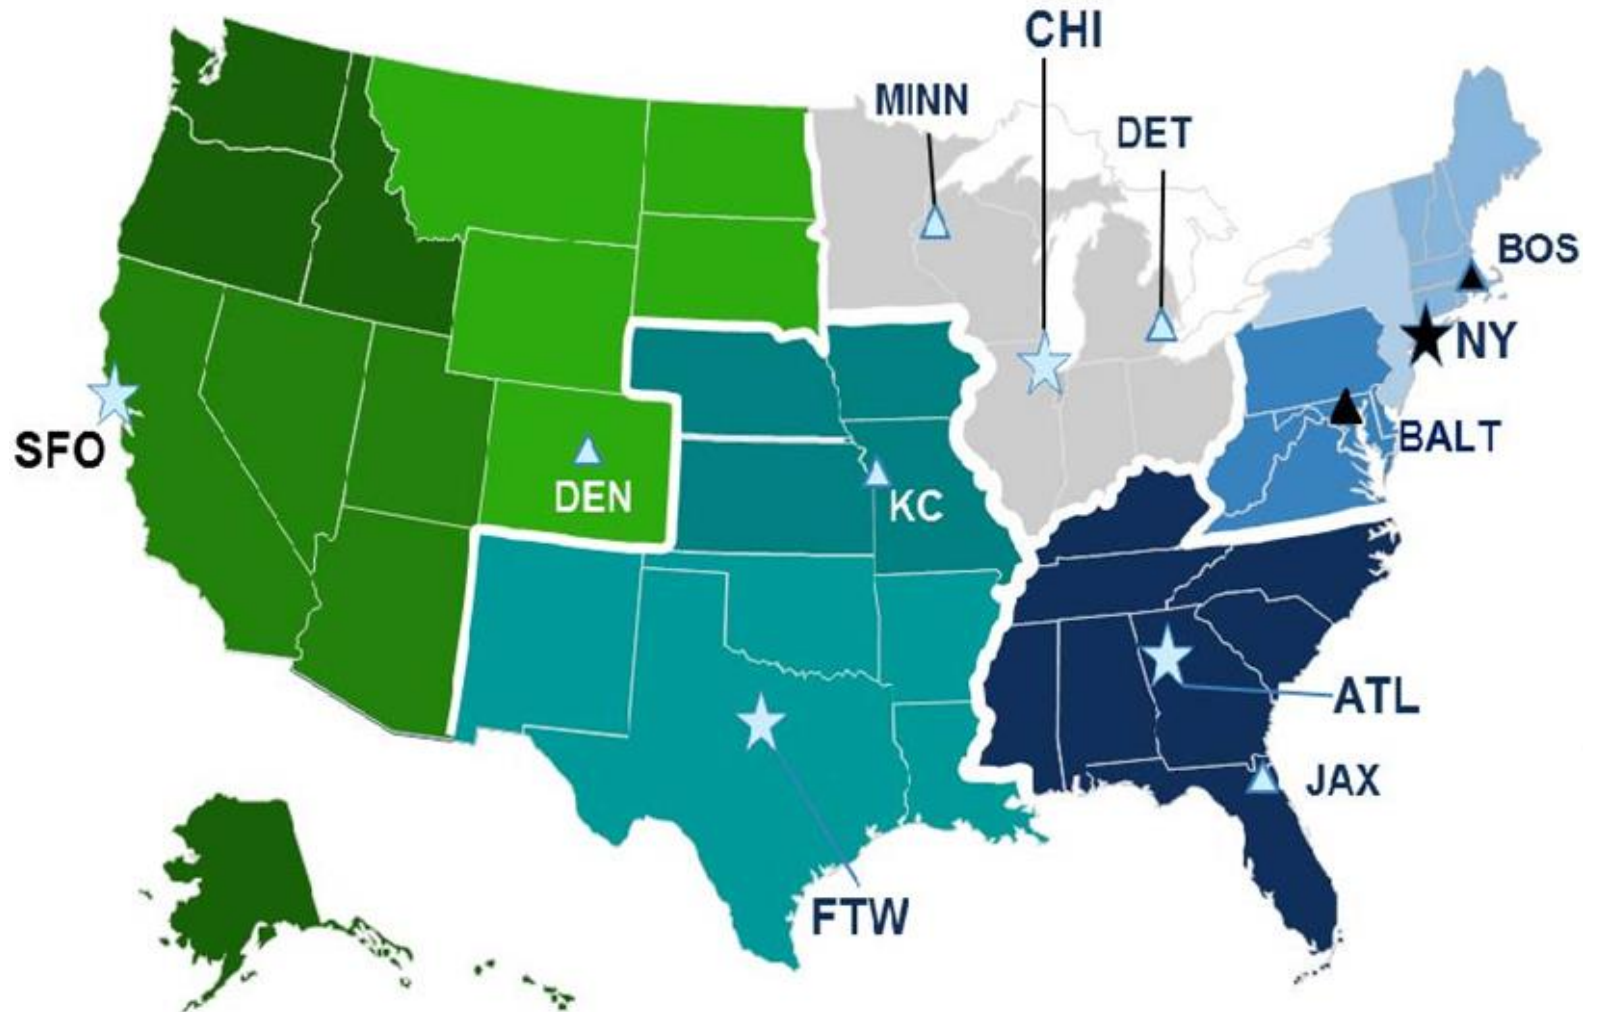 CHI
MINN
DET
BOS
NY
SFO
BALT
DEN
KC
ATL
JAX
FTW